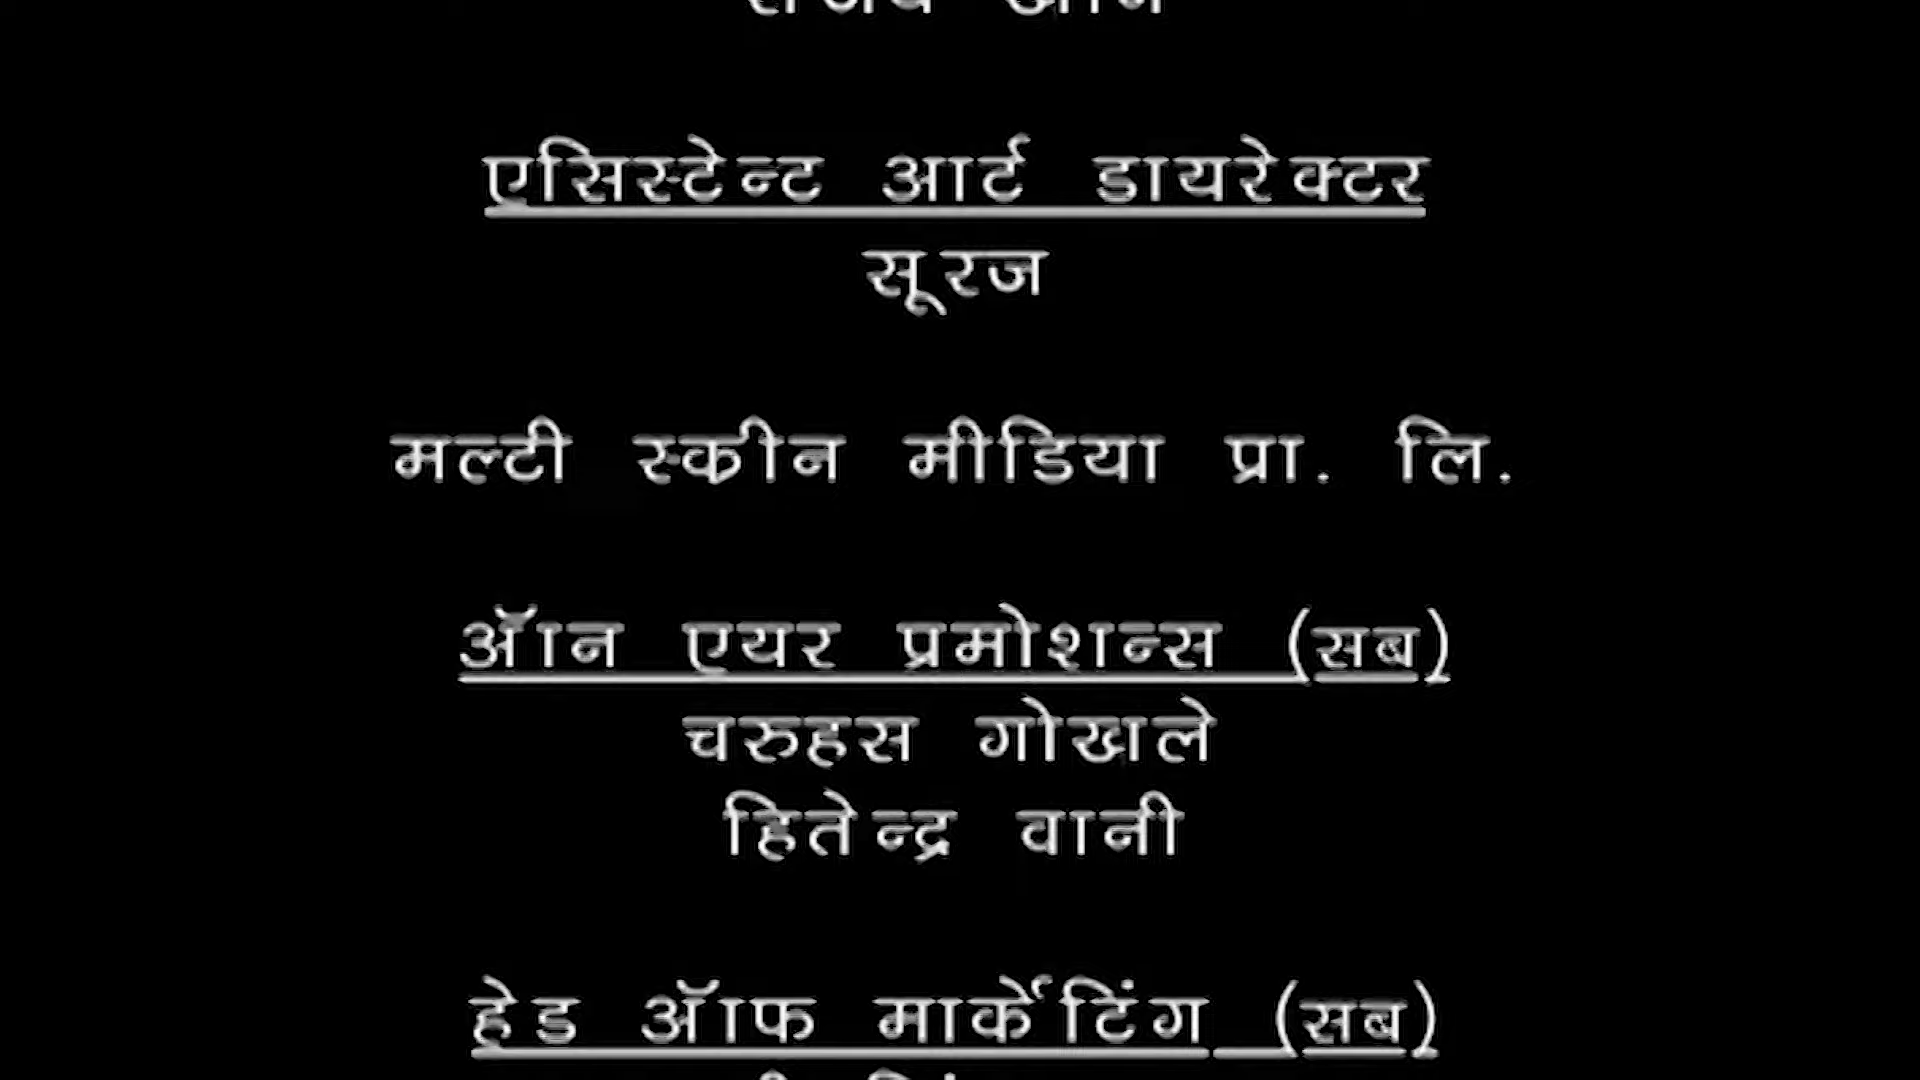 एसिस्टेन्ट आर्ट डायरेक्टर
सूरज
मल्टी स्क्रीन मीडिया प्रा. लि.
ऑन एयर प्रमोशन्स (सब)
चरुहस गोखले
हितेन्द्र वानी
हेड ऑफ मार्केटिंग (सब)